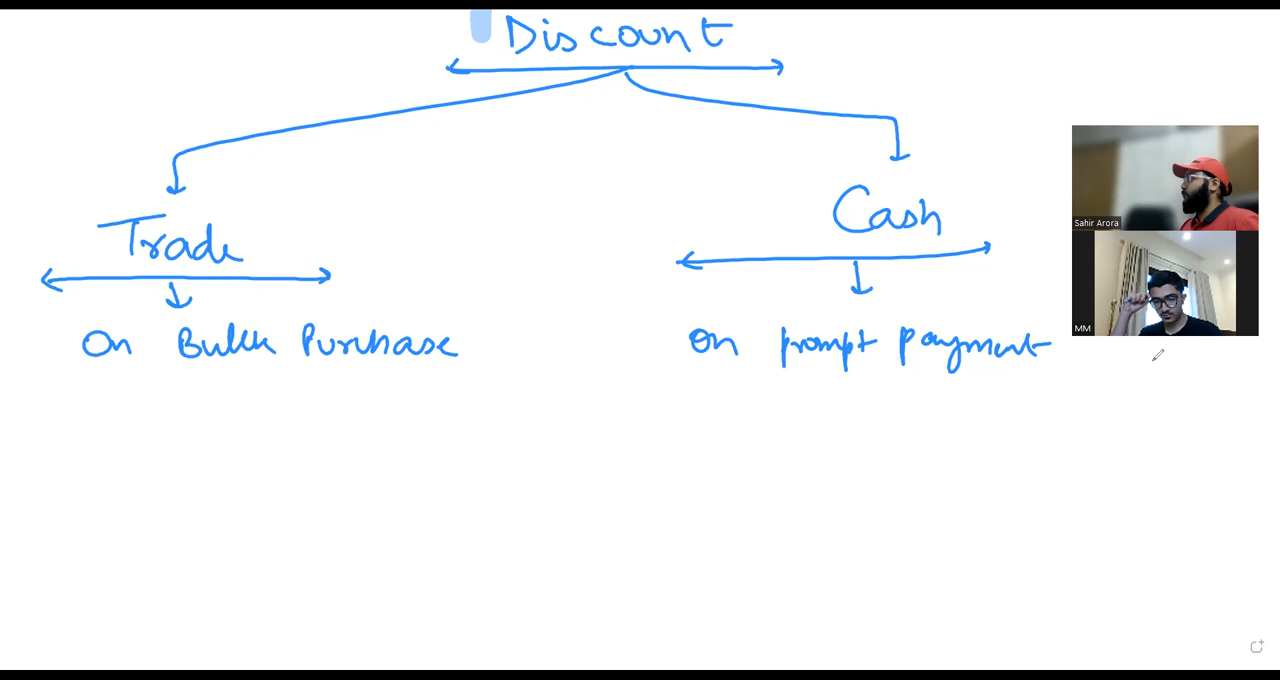 Discount
Trade
Cash
On Bulk Purchase
on prompt payment
Sahir Arora
MM